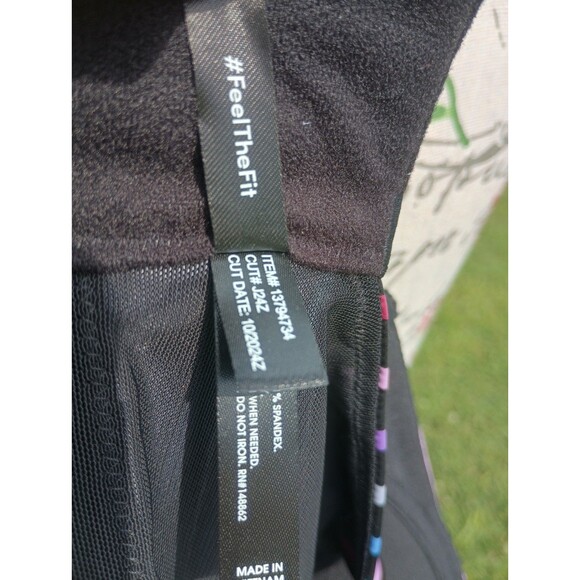 #FeelTheFit
ITEM# 13794734
CUT# J24Z
CUT DATE: 10/2024Z
% SPANDEX.
WHEN NEEDED.
DO NOT IRON. RN#148862
MADE IN